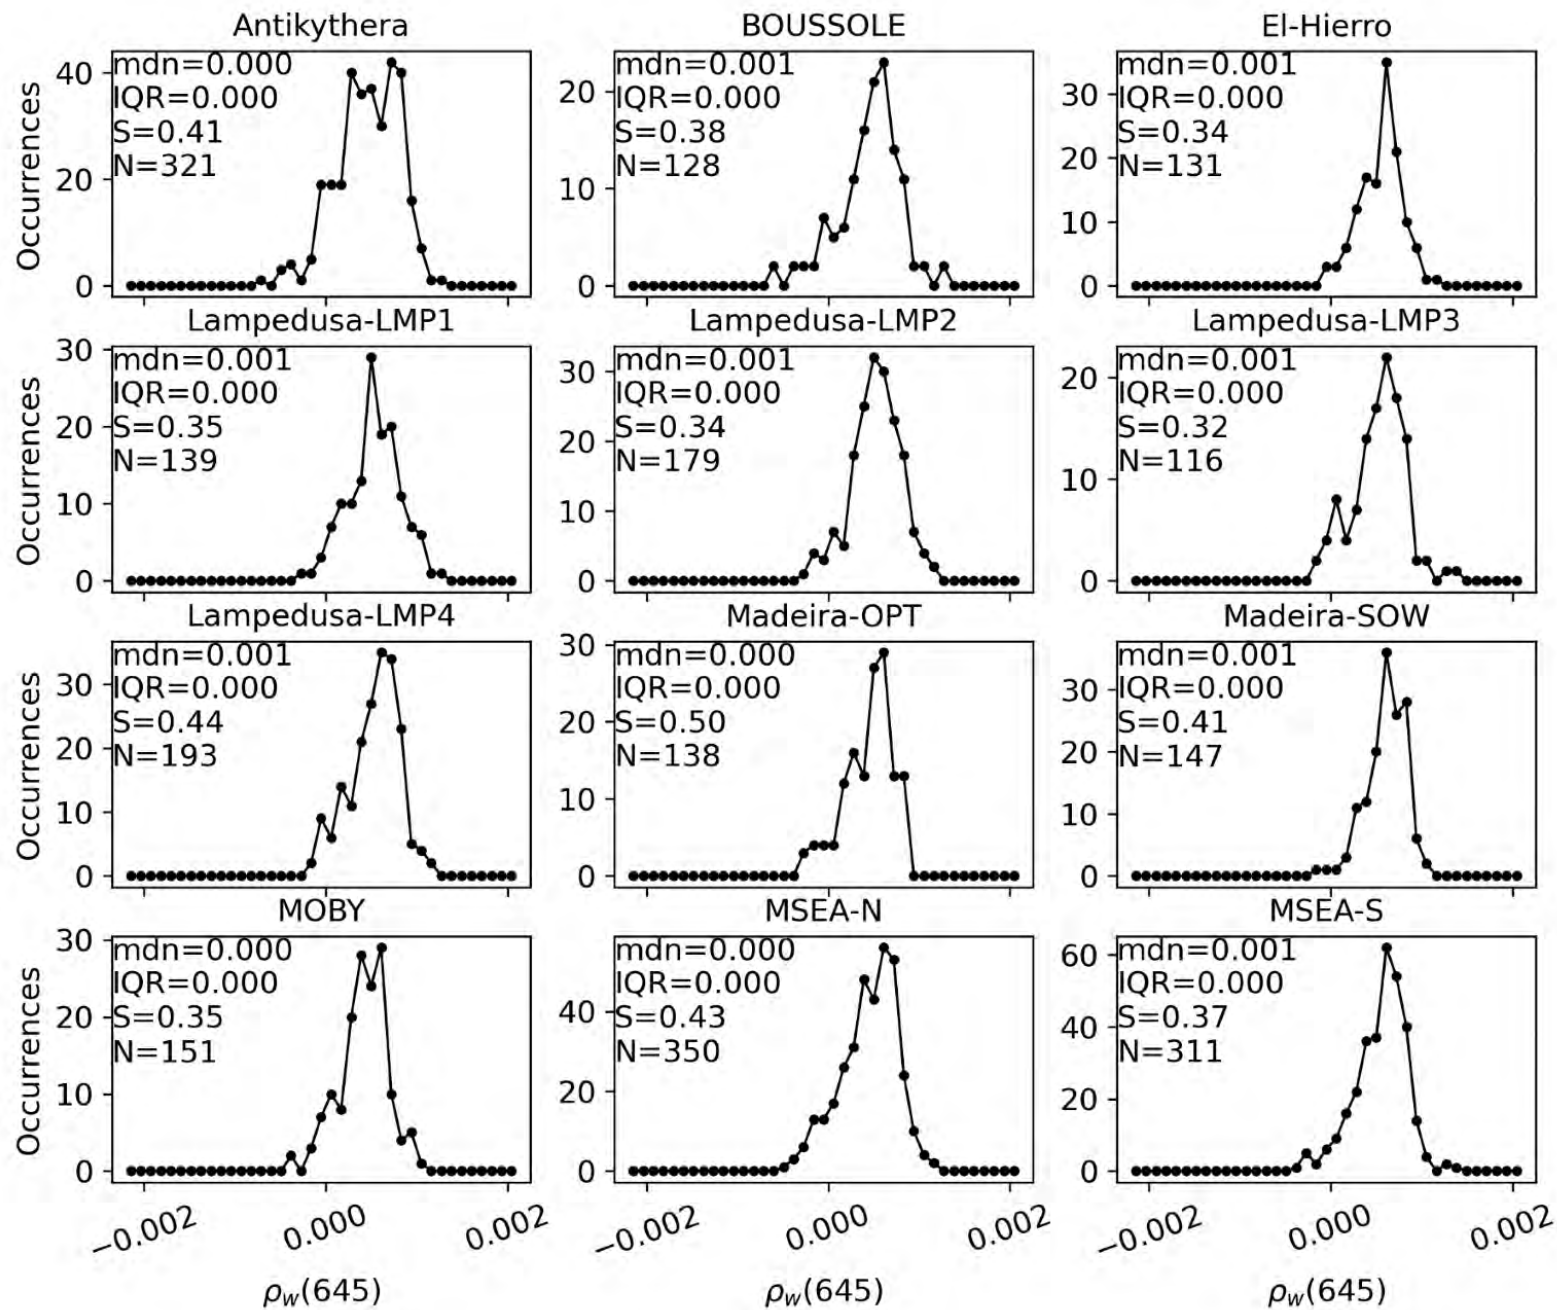 Antikythera
BOUSSOLE
El-Hierro
Occurrences
40
20
0
mdn=0.000
IQR=0.000
S=0.41
N=321
20
10
0
mdn=0.001
IQR=0.000
S=0.38
N=128
30
20
10
0
mdn=0.001
IQR=0.000
S=0.34
N=131
Lampedusa-LMP1
Lampedusa-LMP2
Lampedusa-LMP3
Occurrences
30
20
10
0
mdn=0.001
IQR=0.000
S=0.35
N=139
30
20
10
0
mdn=0.001
IQR=0.000
S=0.34
N=179
20
10
0
mdn=0.001
IQR=0.000
S=0.32
N=116
Lampedusa-LMP4
Madeira-OPT
Madeira-SOW
Occurrences
30
20
10
0
mdn=0.001
IQR=0.000
S=0.44
N=193
30
20
10
0
mdn=0.000
IQR=0.000
S=0.50
N=138
30
20
10
0
mdn=0.001
IQR=0.000
S=0.41
N=147
MOBY
MSEA-N
MSEA-S
Occurrences
30
20
10
0
mdn=0.000
IQR=0.000
S=0.35
N=151
40
20
0
mdn=0.000
IQR=0.000
S=0.43
N=350
60
40
20
0
mdn=0.001
IQR=0.000
S=0.37
N=311
−0.002 0.000 0.002
−0.002 0.000 0.002
−0.002 0.000 0.002
ρw(645)
ρw(645)
ρw(645)